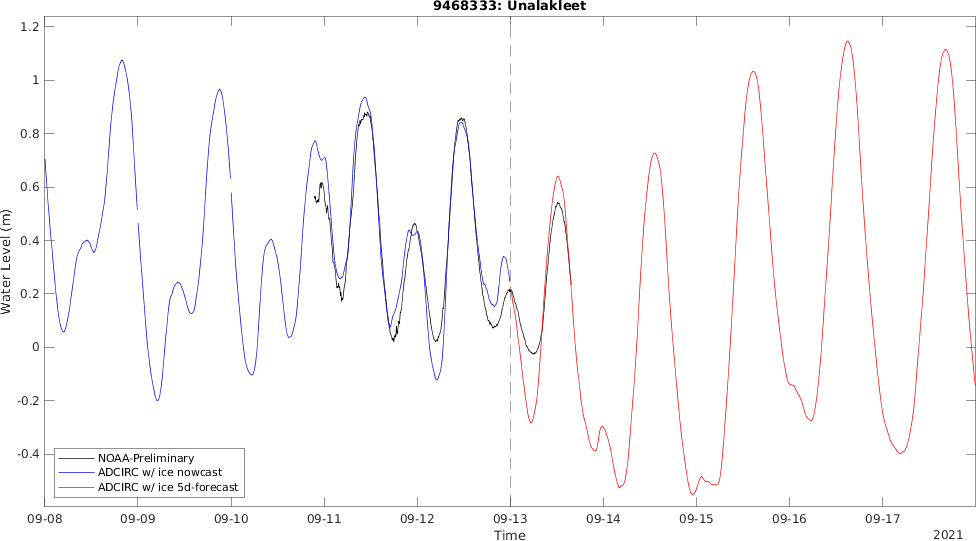 9468333: Unalakleet
1.2
1
0.8
0.6
0.4
0.2
0
-0.2
-0.4
Water Level (m)
NOAA-Preliminary
ADCIRC w/ ice nowcast
ADCIRC w/ ice 5d-forecast
09-08 09-09 09-10 09-11 09-12 09-13 09-14 09-15 09-16 09-17
Time
2021